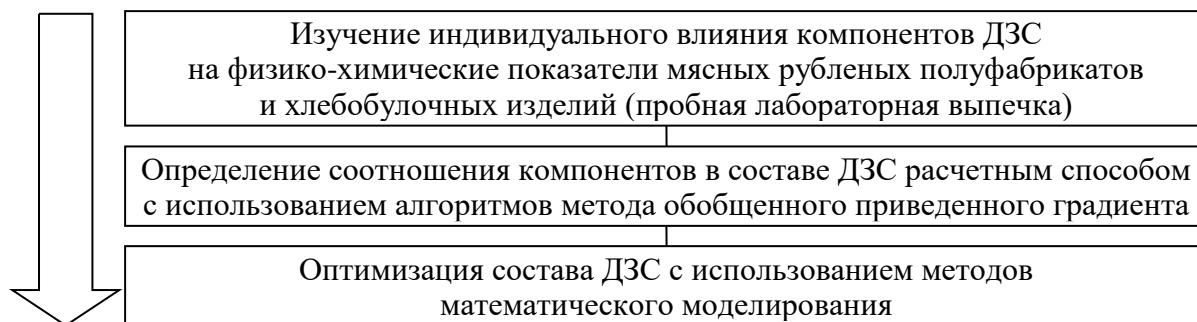 Изучение индивидуального влияния компонентов ДЗС
на физико-химические показатели мясных рубленых полуфабрикатов
и хлебобулочных изделий (пробная лабораторная выпечка)
Определение соотношения компонентов в составе ДЗС расчетным способом
с использованием алгоритмов метода обобщенного приведенного градиента
Оптимизация состава ДЗС с использованием методов
математического моделирования